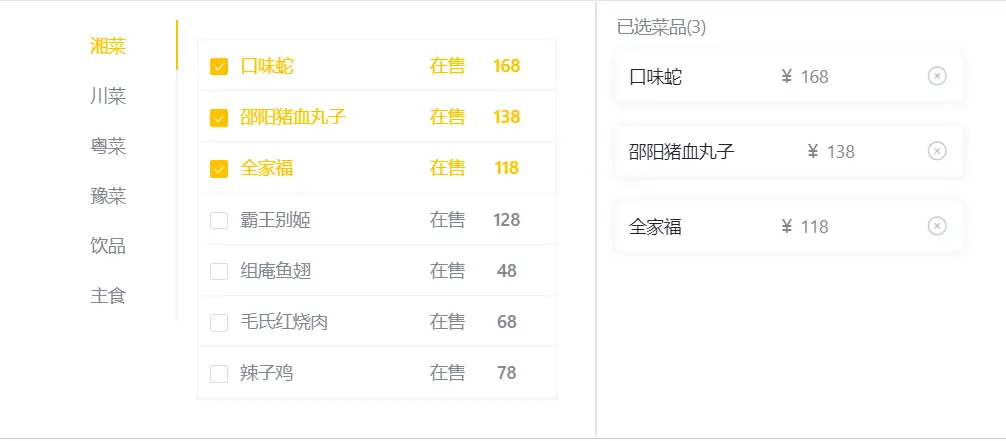 湘菜
川菜
粤菜
豫菜
饮品
主食
口味蛇 在售 168
邵阳猪血丸子 在售 138
全家福 在售 118
霸王别姬 在售 128
组庵鱼翅 在售 48
毛氏红烧肉 在售 68
辣子鸡 在售 78
已选菜品(3)
口味蛇 ¥ 168
邵阳猪血丸子 ¥ 138
全家福 ¥ 118